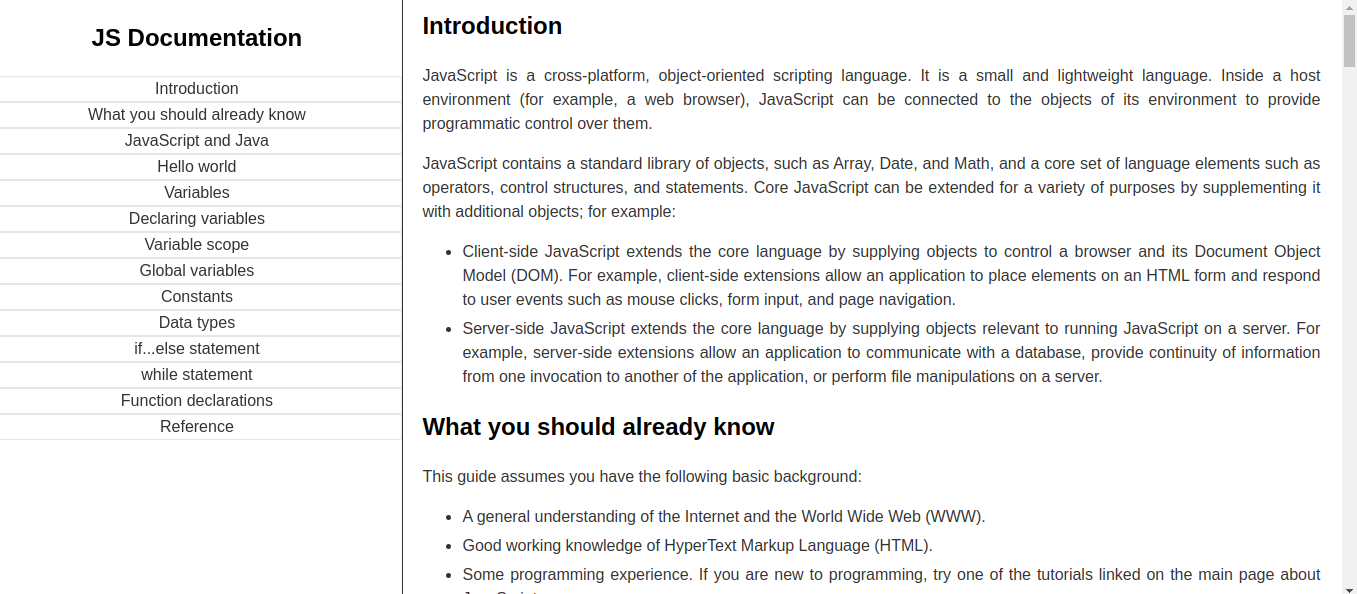 JS Documentation
Introduction
What you should already know
JavaScript and Java
Hello world
Variables
Declaring variables
Variable scope
Global variables
Constants
Data types
if...else statement
while statement
Function declarations
Reference
Introduction
JavaScript is a cross-platform, object-oriented scripting language. It is a small and lightweight language. Inside a host
environment (for example, a web browser), JavaScript can be connected to the objects of its environment to provide
programmatic control over them.
JavaScript contains a standard library of objects, such as Array, Date, and Math, and a core set of language elements such as
operators, control structures, and statements. Core JavaScript can be extended for a variety of purposes by supplementing it
with additional objects; for example:
• Client-side JavaScript extends the core language by supplying objects to control a browser and its Document Object
Model (DOM). For example, client-side extensions allow an application to place elements on an HTML form and respond
to user events such as mouse clicks, form input, and page navigation.
• Server-side JavaScript extends the core language by supplying objects relevant to running JavaScript on a server. For
example, server-side extensions allow an application to communicate with a database, provide continuity of information
from one invocation to another of the application, or perform file manipulations on a server.
What you should already know
This guide assumes you have the following basic background:
• A general understanding of the Internet and the World Wide Web (WWW).
• Good working knowledge of HyperText Markup Language (HTML).
• Some programming experience. If you are new to programming, try one of the tutorials linked on the main page about